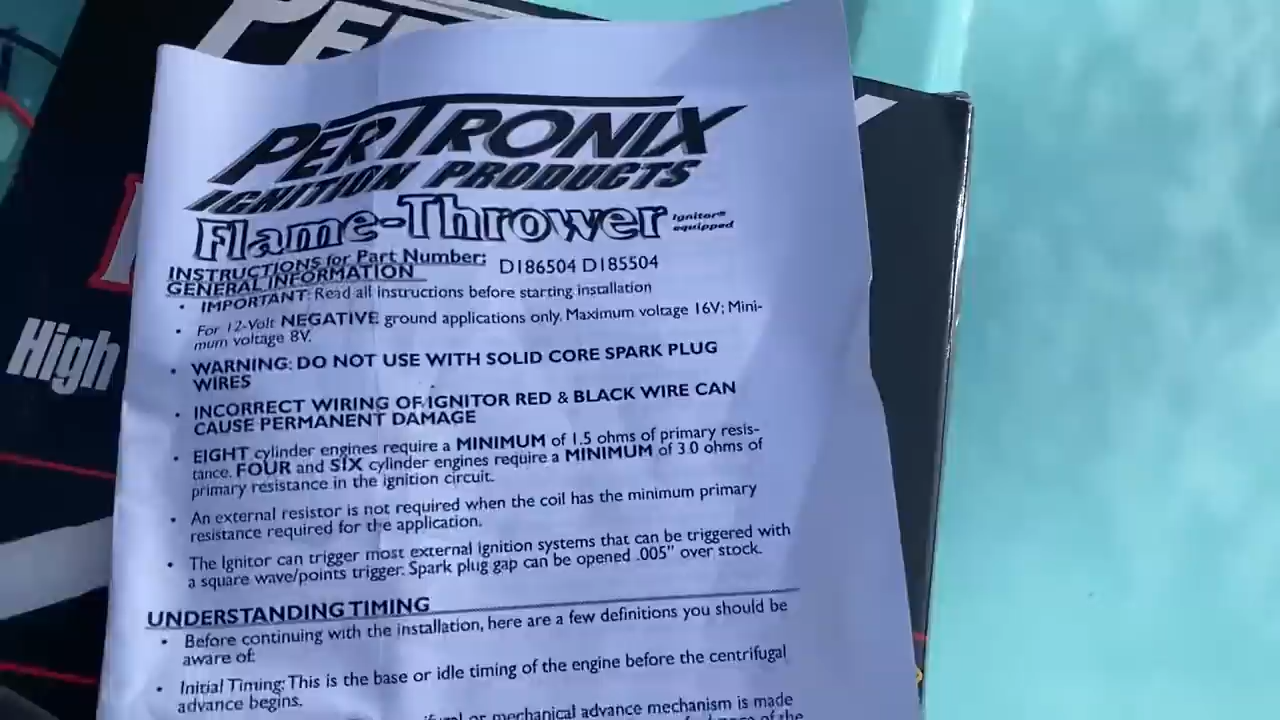 PERTRONIX
IGNITION PRODUCTS
Flame-Thrower Ignitor® equipped
INSTRUCTIONS for Part Number: D186504 D185504
GENERAL INFORMATION
• IMPORTANT: Read all instructions before starting installation
• For 12-Volt NEGATIVE ground applications only. Maximum voltage 16V; Mini-
mum voltage 8V.
• WARNING: DO NOT USE WITH SOLID CORE SPARK PLUG
WIRES
• INCORRECT WIRING OF IGNITOR RED & BLACK WIRE CAN
CAUSE PERMANENT DAMAGE
• EIGHT cylinder engines require a MINIMUM of 1.5 ohms of primary resis-
tance. FOUR and SIX cylinder engines require a MINIMUM of 3.0 ohms of
primary resistance in the ignition circuit.
• An external resistor is not required when the coil has the minimum primary
resistance required for the application.
• The Ignitor can trigger most external ignition systems that can be triggered with
a square wave/points trigger. Spark plug gap can be opened .005" over stock.
UNDERSTANDING TIMING
• Before continuing with the installation, here are a few definitions you should be
aware of:
• Initial Timing: This is the base or idle timing of the engine before the centrifugal
advance begins.
or mechanical advance mechanism is made
of the
High